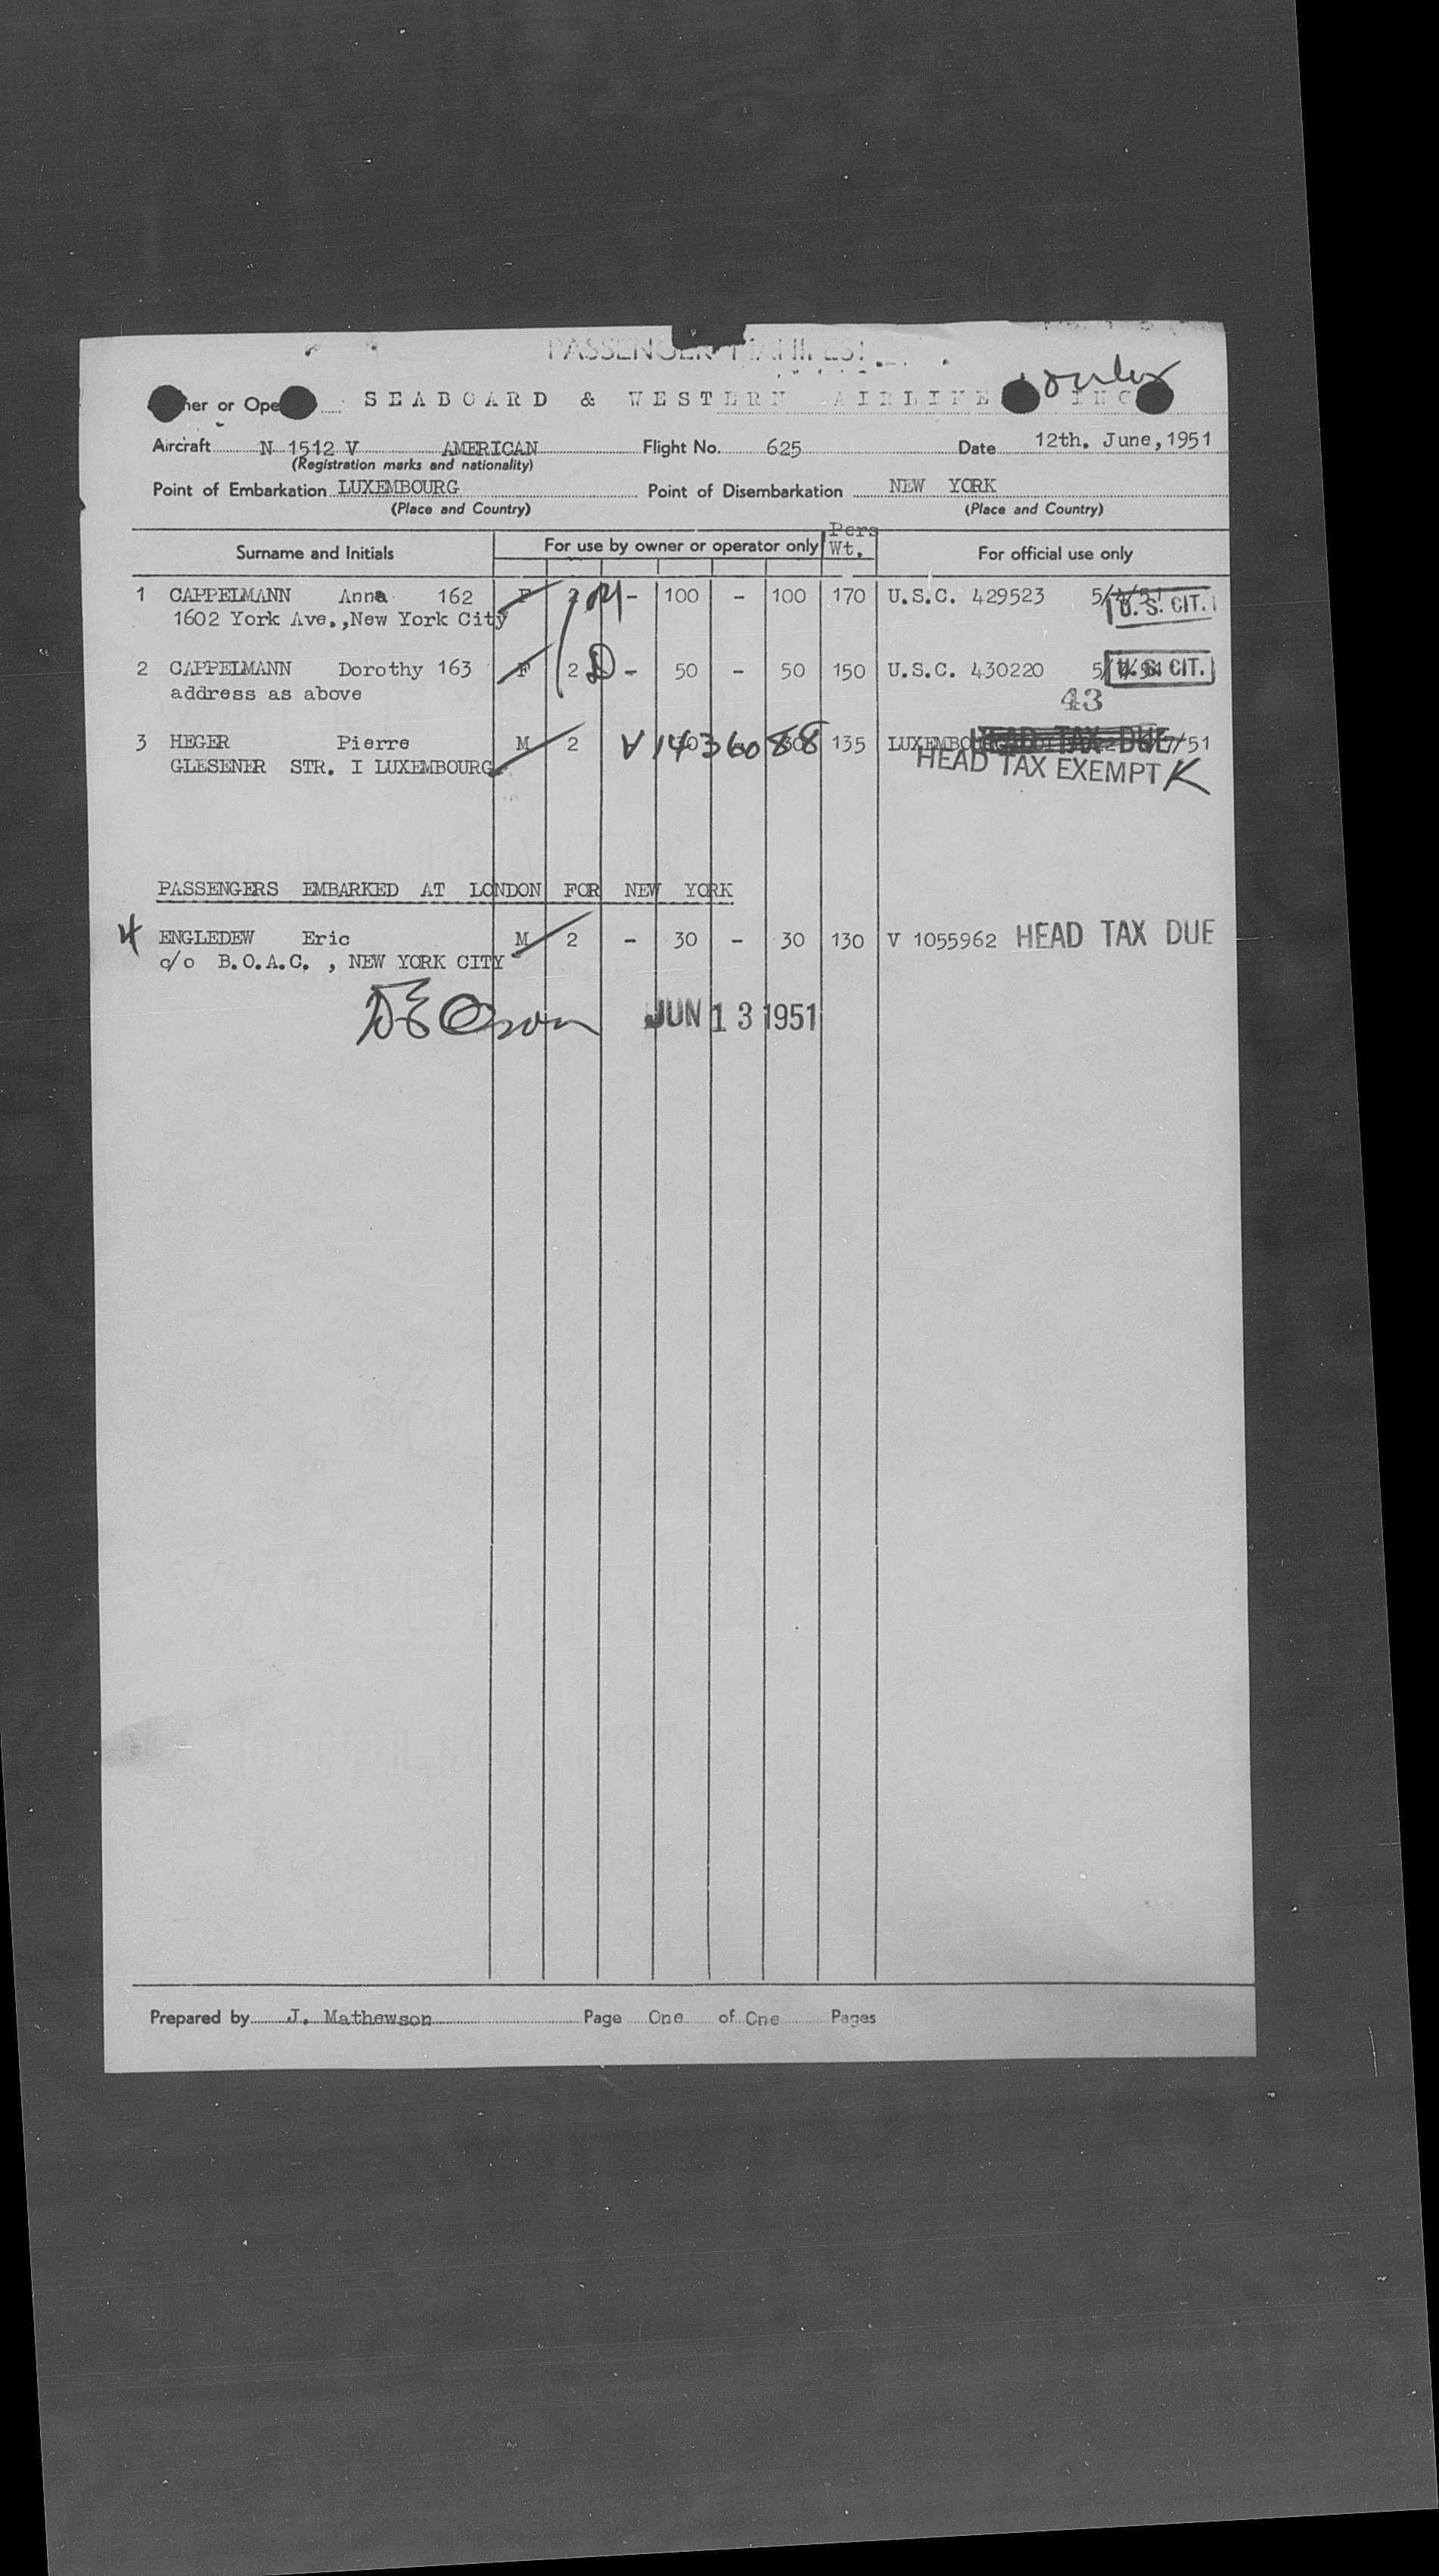 PASSENGER MANIFEST
SEABOARD & WESTERN AIRLINE INC
Aircraft N 1512 V AMERICAN Flight No. 625 Date 12th. June, 1951
(Registration marks and nationality)
Point of Embarkation LUXEMBOURG Point of Disembarkation NEW YORK
(Place and Country) (Place and Country)
Surname and Initials For use by owner or operator only Pers Wt. For official use only
1 CAPPELMANN Anna 162 F 2 M - 100 - 100 170 U.S.C. 429523 U. S. CIT.
1602 York Ave., New York City
2 CAPPELMANN Dorothy 163 F 2 D - 50 - 50 150 U.S.C. 430220 U. S. CIT.
address as above
43
3 HEGER Pierre M 2 V 1436088 135 HEAD TAX DUE /51
GLESENER STR. I LUXEMBOURG HEAD TAX EXEMPT K
PASSENGERS EMBARKED AT LONDON FOR NEW YORK
4 ENGLEDEW Eric M 2 - 30 - 30 130 V 1055962 HEAD TAX DUE
c/o B.O.A.C. , NEW YORK CITY
JUN 13 1951
Prepared by J. Mathewson Page One of One Pages